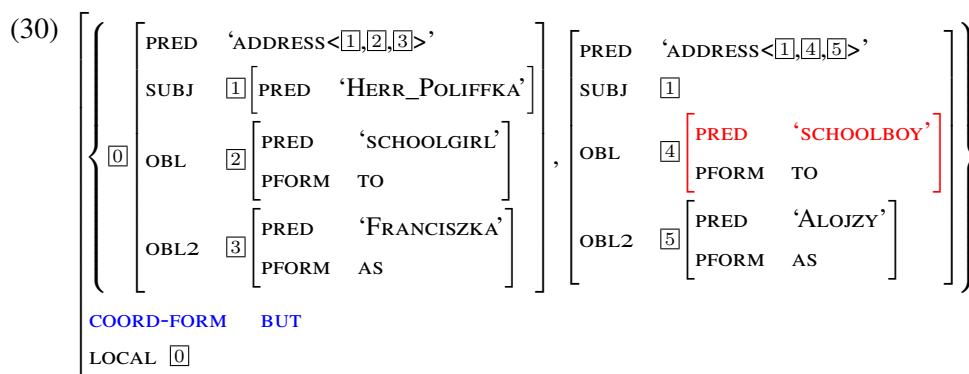 (30)
PRED ‘ADDRESS<1,2,3>’
SUBJ 1 [PRED ‘HERR_POLIFFKA’]
0 OBL 2 [PRED ‘SCHOOLGIRL’
PFORM TO]
OBL2 3 [PRED ‘FRANCISZKA’
PFORM AS]
,
PRED ‘ADDRESS<1,4,5>’
SUBJ 1
OBL 4 [PRED ‘SCHOOLBOY’
PFORM TO]
OBL2 5 [PRED ‘ALOJZY’
PFORM AS]
COORD-FORM BUT
LOCAL 0